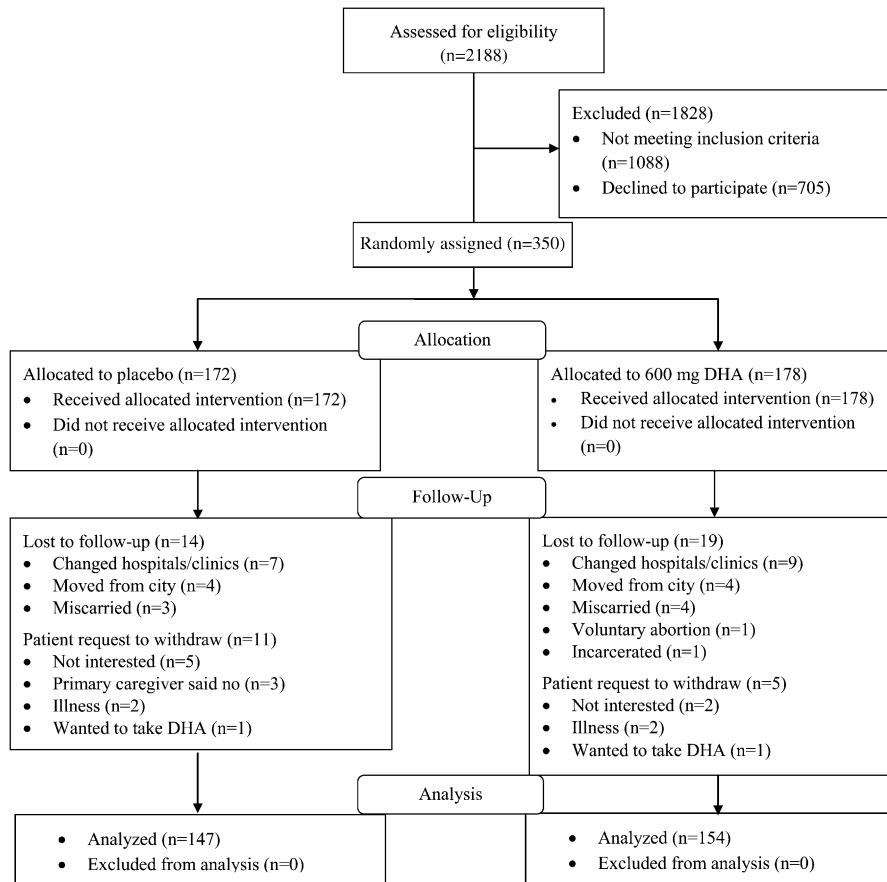 Assessed for eligibility
(n=2188)
Excluded (n=1828)
• Not meeting inclusion criteria
(n=1088)
• Declined to participate (n=705)
Randomly assigned (n=350)
Allocation
Allocated to placebo (n=172)
• Received allocated intervention (n=172)
• Did not receive allocated intervention
(n=0)
Allocated to 600 mg DHA (n=178)
• Received allocated intervention (n=178)
• Did not receive allocated intervention
(n=0)
Follow-Up
Lost to follow-up (n=14)
• Changed hospitals/clinics (n=7)
• Moved from city (n=4)
• Miscarried (n=3)
Patient request to withdraw (n=11)
• Not interested (n=5)
• Primary caregiver said no (n=3)
• Illness (n=2)
• Wanted to take DHA (n=1)
Lost to follow-up (n=19)
• Changed hospitals/clinics (n=9)
• Moved from city (n=4)
• Miscarried (n=4)
• Voluntary abortion (n=1)
• Incarcerated (n=1)
Patient request to withdraw (n=5)
• Not interested (n=2)
• Illness (n=2)
• Wanted to take DHA (n=1)
Analysis
• Analyzed (n=147)
• Excluded from analysis (n=0)
• Analyzed (n=154)
• Excluded from analysis (n=0)